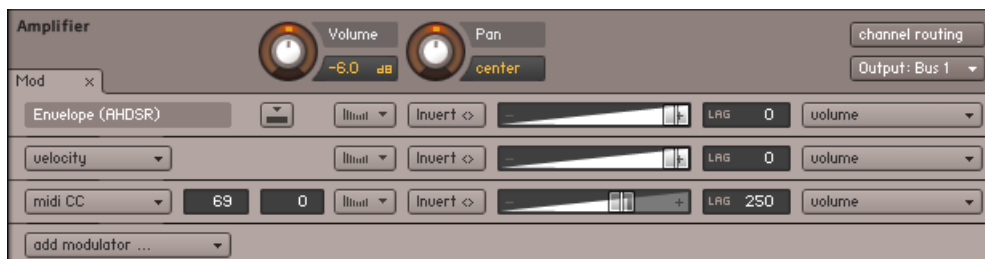 Amplifier
Volume
Pan
channel routing
-6.0 dB
center
Output: Bus 1
Mod x
Envelope (AHDSR)
Invert <>
- +
LAG 0
volume
velocity
Invert <>
- +
LAG 0
volume
midi CC
69
0
Invert <>
- +
LAG 250
volume
add modulator ...